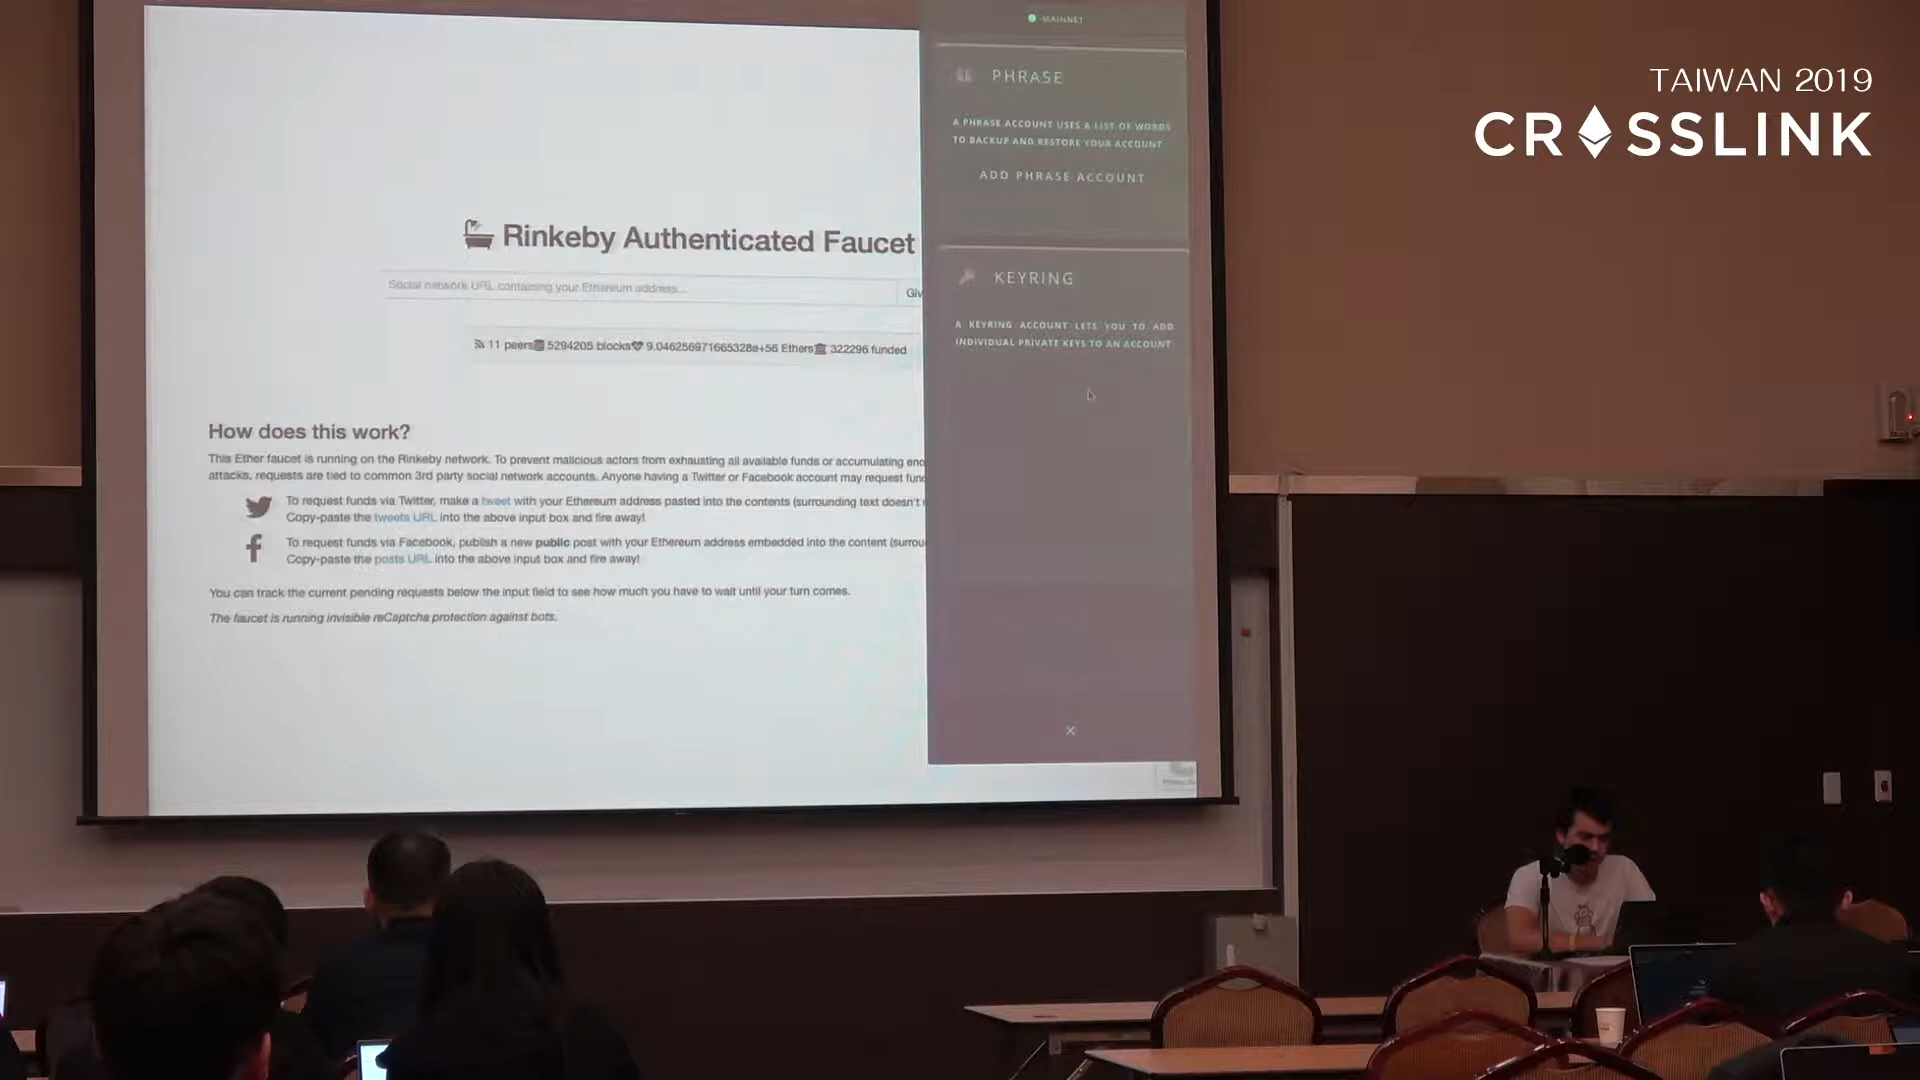 MAINNET
PHRASE
A PHRASE ACCOUNT USES A LIST OF WORDS
TO BACKUP AND RESTORE YOUR ACCOUNT
ADD PHRASE ACCOUNT
KEYRING
A KEYRING ACCOUNT LETS YOU TO ADD
INDIVIDUAL PRIVATE KEYS TO AN ACCOUNT
Rinkeby Authenticated Faucet
Social network URL containing your Ethereum address...
Giv
11 peers 5294205 blocks 9.046256971665328e+56 Ethers 322296 funded
How does this work?
This Ether faucet is running on the Rinkeby network. To prevent malicious actors from exhausting all available funds or accumulating eno
attacks, requests are tied to common 3rd party social network accounts. Anyone having a Twitter or Facebook account may request func
To request funds via Twitter, make a tweet with your Ethereum address pasted into the contents (surrounding text doesn't
Copy-paste the tweets URL into the above input box and fire away!
To request funds via Facebook, publish a new public post with your Ethereum address embedded into the content (surrou
Copy-paste the posts URL into the above input box and fire away!
You can track the current pending requests below the input field to see how much you have to wait until your turn comes.
The faucet is running invisible reCaptcha protection against bots.
TAIWAN 2019
CROSSLINK